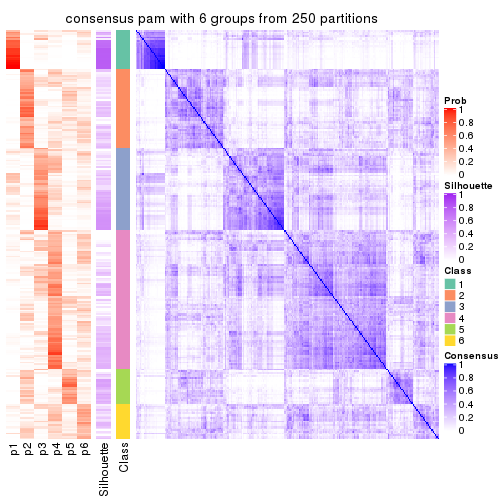 consensus pam with 6 groups from 250 partitions
Prob
1
0.8
0.6
0.4
0.2
0
Silhouette
1
0.8
0.6
0.4
0.2
0
Class
1
2
3
4
5
6
Consensus
1
0.8
0.6
0.4
0.2
0
p1
p2
p3
p4
p5
p6
Silhouette
Class